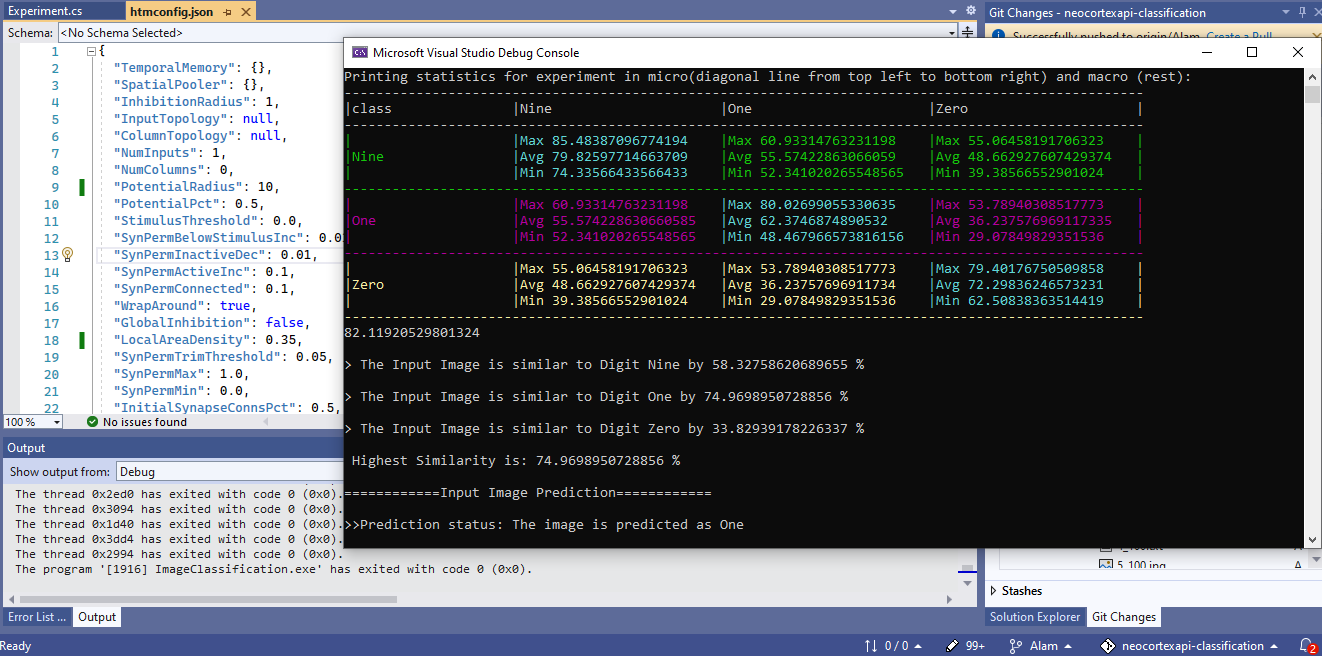 Experiment.cs
htmconfig.json
Git Changes - neocortexapi-classification
Schema: <No Schema Selected>
Successfully pushed to origin/Alam. Create a Pull
1 {
2 "TemporalMemory": {},
3 "SpatialPooler": {},
4 "InhibitionRadius": 1,
5 "InputTopology": null,
6 "ColumnTopology": null,
7 "NumInputs": 1,
8 "NumColumns": 0,
9 "PotentialRadius": 10,
10 "PotentialPct": 0.5,
11 "StimulusThreshold": 0.0,
12 "SynPermBelowStimulusInc": 0.0
13 "SynPermInactiveDec": 0.01,
14 "SynPermActiveInc": 0.1,
15 "SynPermConnected": 0.1,
16 "WrapAround": true,
17 "GlobalInhibition": false,
18 "LocalAreaDensity": 0.35,
19 "SynPermTrimThreshold": 0.05,
20 "SynPermMax": 1.0,
21 "SynPermMin": 0.0,
22 "InitialSynapseConnsPct": 0.5,
100 %
No issues found
Microsoft Visual Studio Debug Console
Printing statistics for experiment in micro(diagonal line from top left to bottom right) and macro (rest):
|class |Nine |One |Zero |
| |Max 85.48387096774194 |Max 60.93314763231198 |Max 55.06458191706323 |
|Nine |Avg 79.82597714663709 |Avg 55.57422863066059 |Avg 48.662927607429374 |
| |Min 74.33566433566433 |Min 52.341020265548565 |Min 39.38566552901024 |
| |Max 60.93314763231198 |Max 80.02699055330635 |Max 53.78940308517773 |
|One |Avg 55.574228630660585 |Avg 62.3746874890532 |Avg 36.237576969117335 |
| |Min 52.341020265548565 |Min 48.467966573816156 |Min 29.07849829351536 |
| |Max 55.06458191706323 |Max 53.78940308517773 |Max 79.40176750509858 |
|Zero |Avg 48.662927607429374 |Avg 36.23757696911734 |Avg 72.29836246573231 |
| |Min 39.38566552901024 |Min 29.07849829351536 |Min 62.50838363514419 |
82.11920529801324
> The Input Image is similar to Digit Nine by 58.32758620689655 %
> The Input Image is similar to Digit One by 74.9698950728856 %
> The Input Image is similar to Digit Zero by 33.82939178226337 %
Highest Similarity is: 74.9698950728856 %
============Input Image Prediction============
>>Prediction status: The image is predicted as One
Output
Show output from: Debug
The thread 0x2ed0 has exited with code 0 (0x0).
The thread 0x3094 has exited with code 0 (0x0).
The thread 0x1d40 has exited with code 0 (0x0).
The thread 0x3dd4 has exited with code 0 (0x0).
The thread 0x2994 has exited with code 0 (0x0).
The program '[1916] ImageClassification.exe' has exited with code 0 (0x0).
5_100.jpg A
Stashes
Error List ... Output
Solution Explorer Git Changes
Ready
0 / 0
99+
Alam
neocortexapi-classification
2